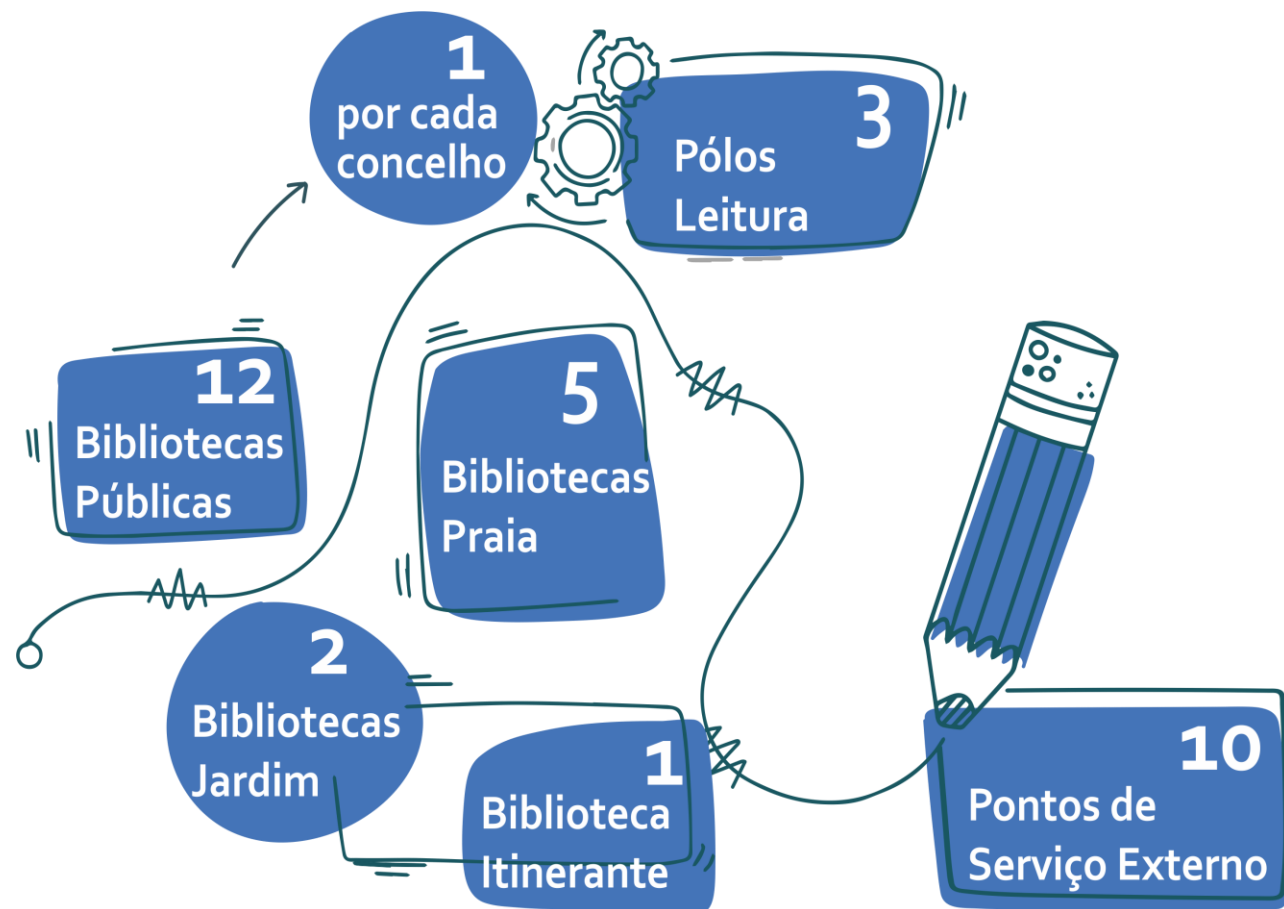 1
por cada
concelho
3
Pólos
Leitura
12
Bibliotecas
Públicas
5
Bibliotecas
Praia
2
Bibliotecas
Jardim
1
Biblioteca
Itinerante
10
Pontos de
Serviço Externo